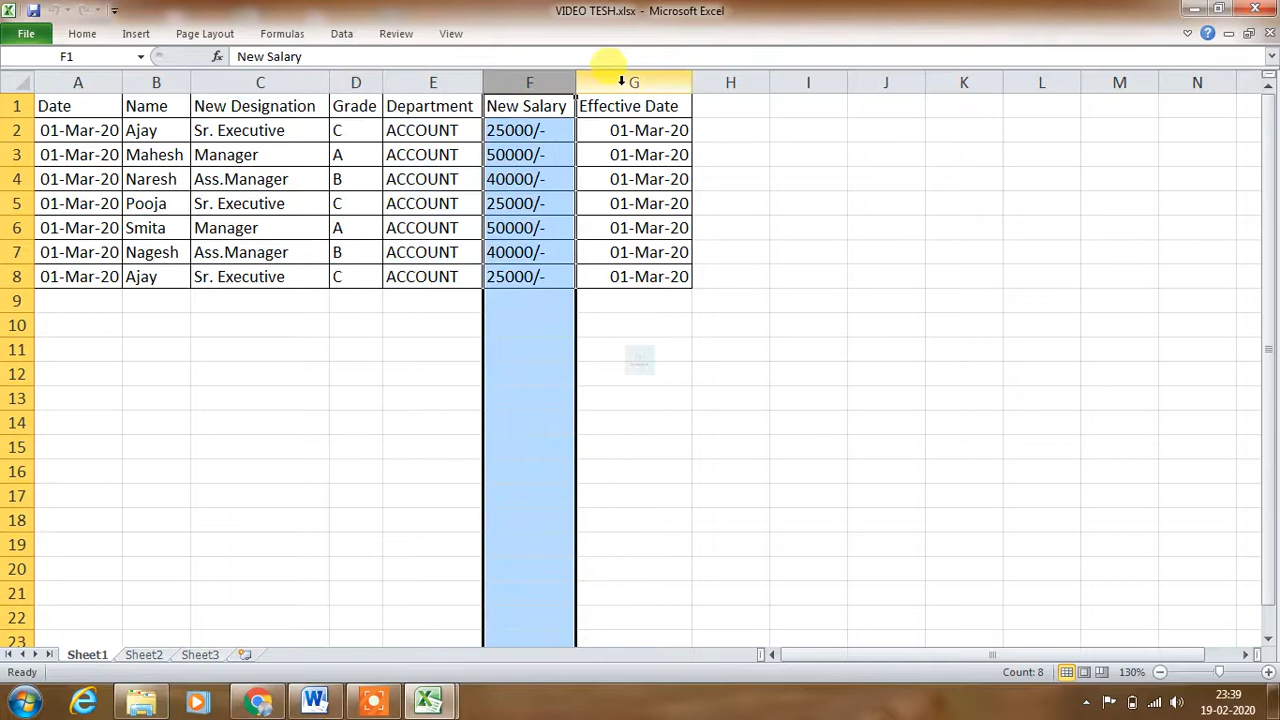 VIDEO TESH.xlsx - Microsoft Excel
File Home Insert Page Layout Formulas Data Review View
F1 fx New Salary
A B C D E F G H I J K L M N
1 Date Name New Designation Grade Department New Salary Effective Date
2 01-Mar-20 Ajay Sr. Executive C ACCOUNT 25000/- 01-Mar-20
3 01-Mar-20 Mahesh Manager A ACCOUNT 50000/- 01-Mar-20
4 01-Mar-20 Naresh Ass.Manager B ACCOUNT 40000/- 01-Mar-20
5 01-Mar-20 Pooja Sr. Executive C ACCOUNT 25000/- 01-Mar-20
6 01-Mar-20 Smita Manager A ACCOUNT 50000/- 01-Mar-20
7 01-Mar-20 Nagesh Ass.Manager B ACCOUNT 40000/- 01-Mar-20
8 01-Mar-20 Ajay Sr. Executive C ACCOUNT 25000/- 01-Mar-20
9
10
11
12
13
14
15
16
17
18
19
20
21
22
23
Sheet1 Sheet2 Sheet3
Ready Count: 8 130%
23:39
19-02-2020